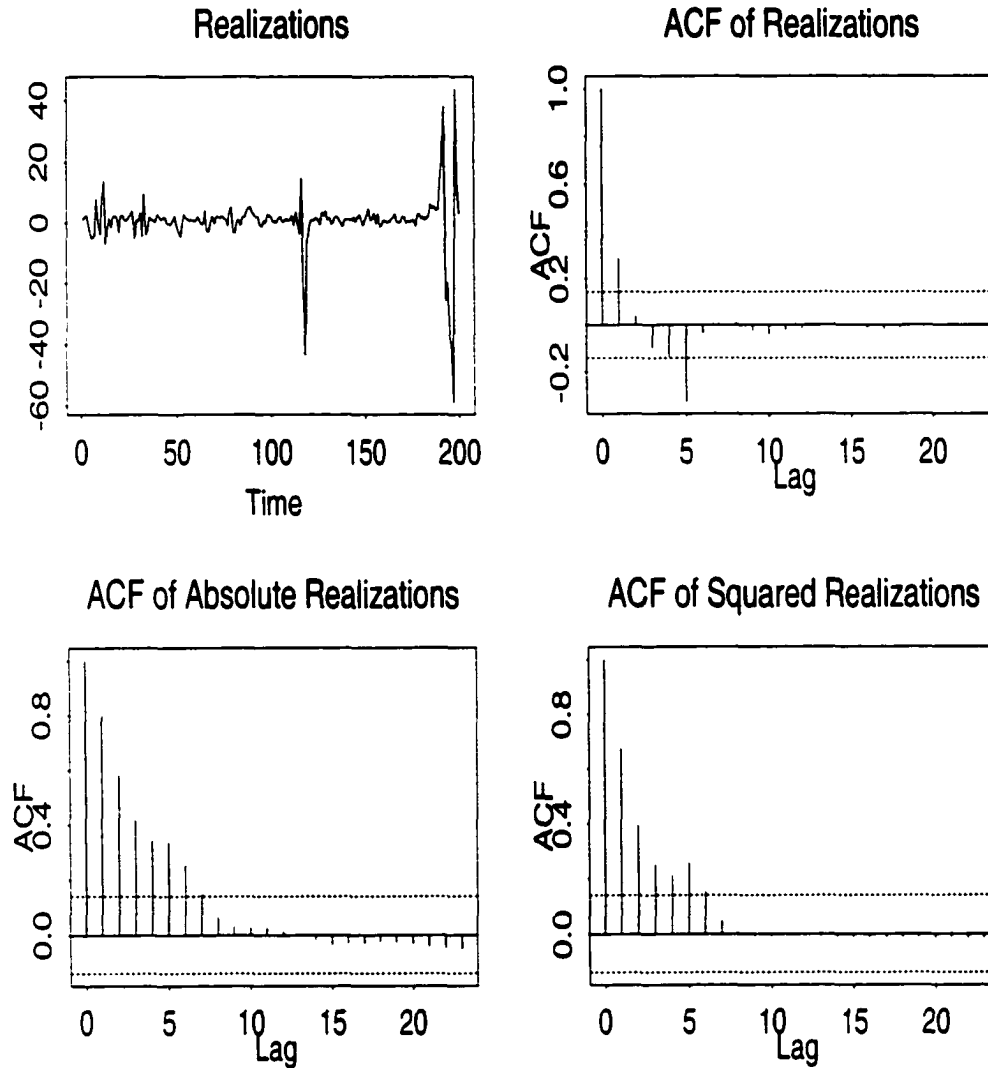 Realizations
40
20
0
-20
-40
-60
0 50 100 150 200
Time
ACF of Realizations
1.0
0.6
0.2
-0.2
ACF
0 5 10 15 20
Lag
ACF of Absolute Realizations
0.8
0.4
0.0
ACF
0 5 10 15 20
Lag
ACF of Squared Realizations
0.8
0.4
0.0
ACF
0 5 10 15 20
Lag